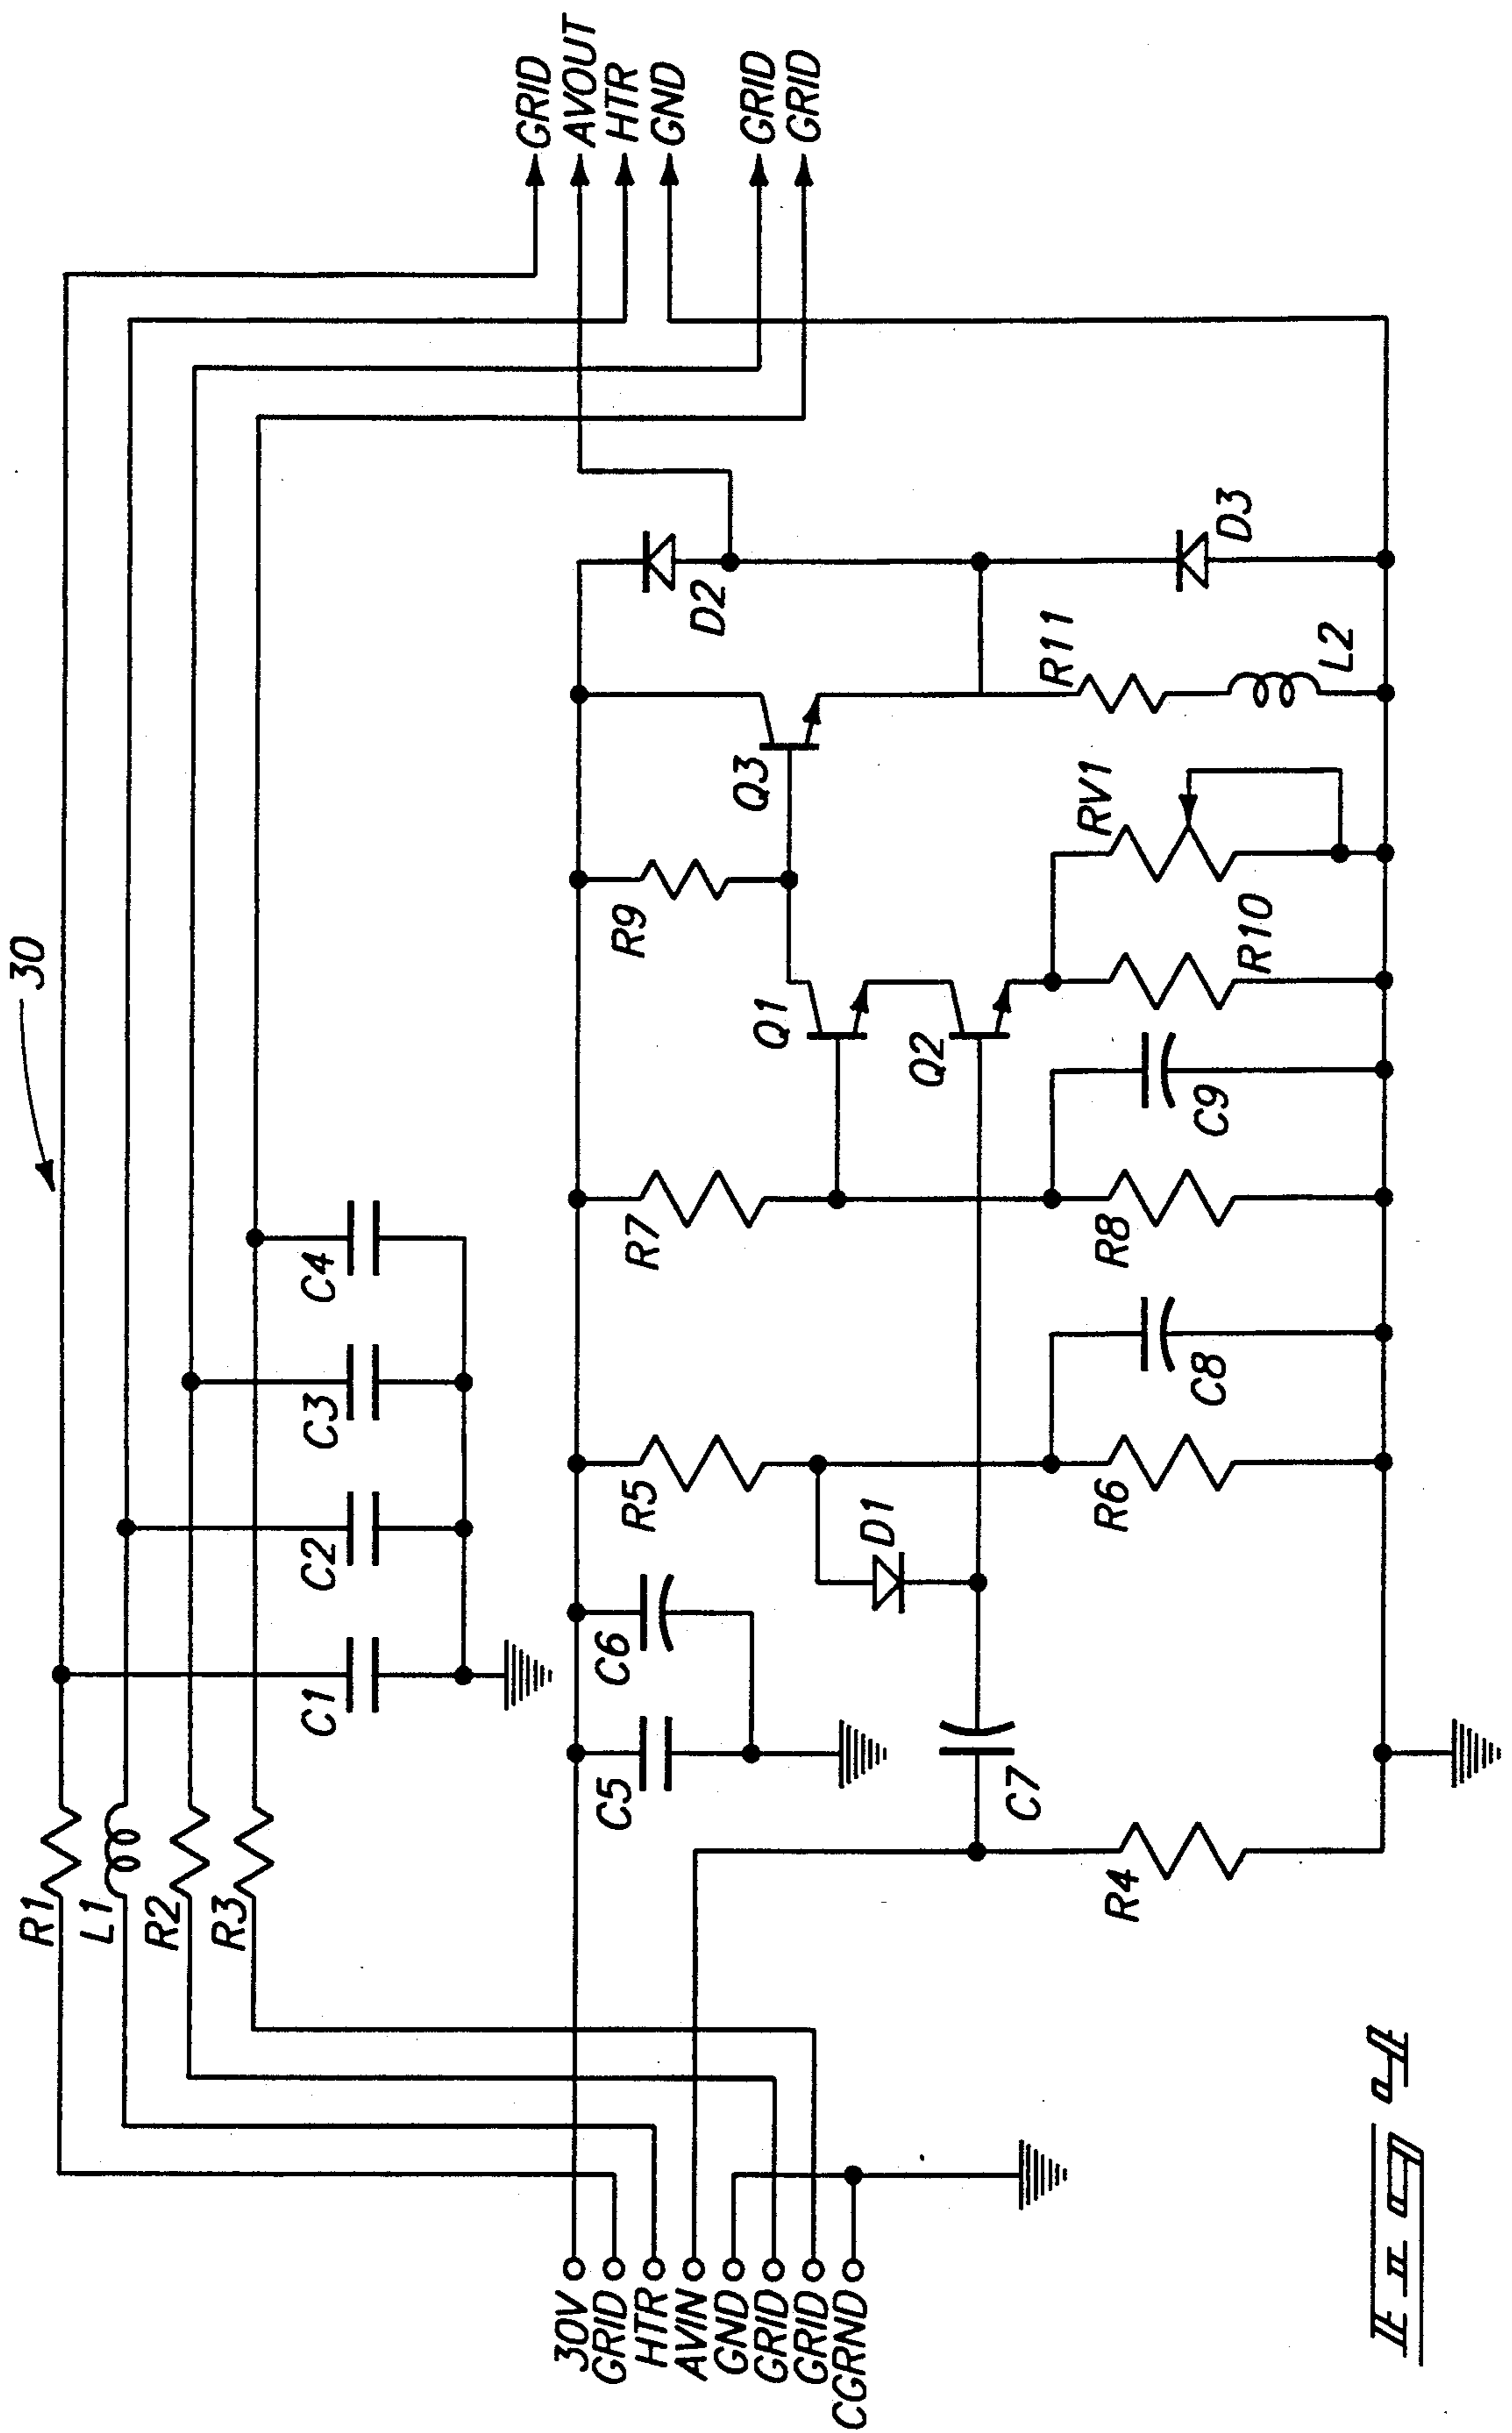 30
R1
L1
R2
R3
C1
C2
C3
C4
GRID
AVOUT
HTR
GND
GRID
GRID
30V
GRID
HTR
AVIN
GND
GRID
GRID
CGRND
C5
C6
R5
R7
R9
D2
D1
Q1
Q2
Q3
C7
R4
R6
C8
R8
C9
R10
RV1
R11
L2
D3